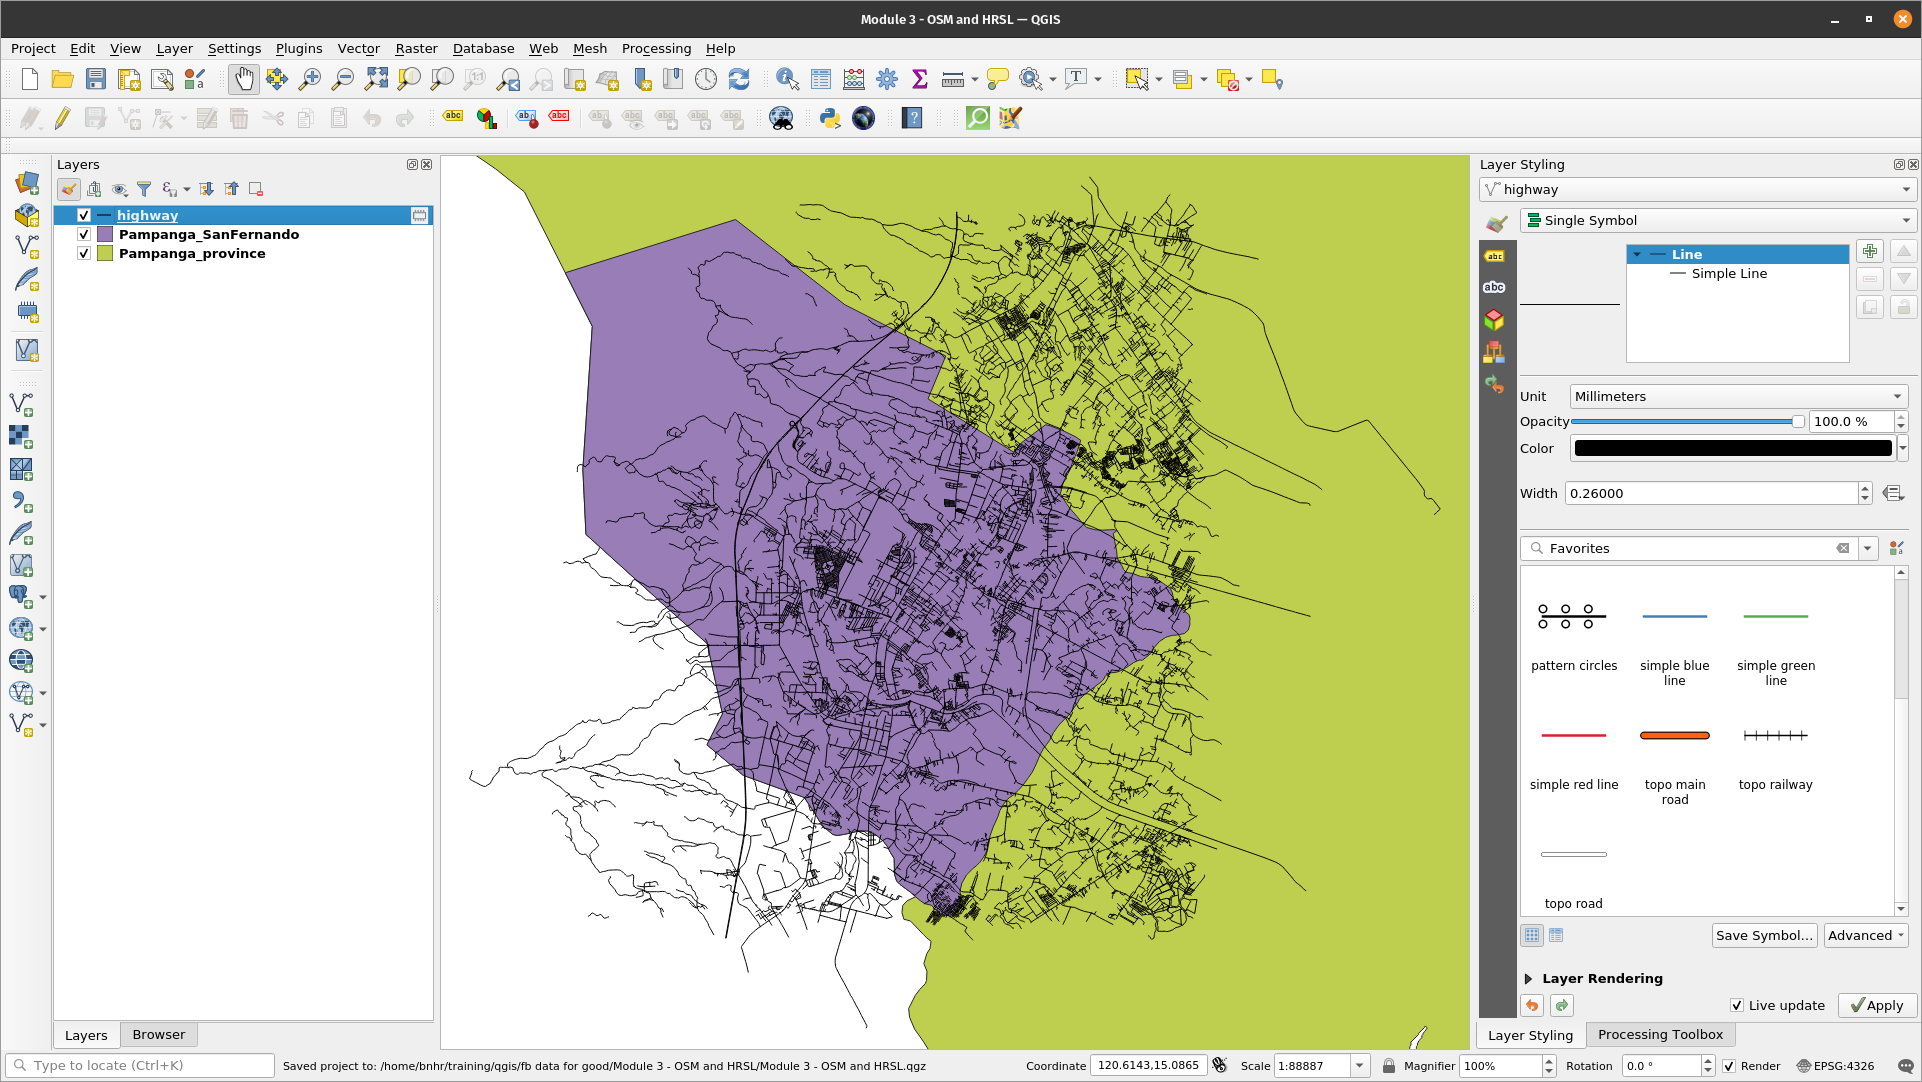 Module 3 - OSM and HRSL — QGIS
Project Edit View Layer Settings Plugins Vector Raster Database Web Mesh Processing Help
Layers
highway
Pampanga_SanFernando
Pampanga_province
Layers Browser
Layer Styling
highway
Single Symbol
Line
Simple Line
Unit Millimeters
Opacity 100.0 %
Color
Width 0.26000
Favorites
pattern circles
simple blue line
simple green line
simple red line
topo main road
topo railway
topo road
Save Symbol... Advanced
Layer Rendering
Live update Apply
Layer Styling Processing Toolbox
Type to locate (Ctrl+K) Saved project to: /home/bnhr/training/qgis/fb data for good/Module 3 - OSM and HRSL/Module 3 - OSM and HRSL.qgz Coordinate 120.6143,15.0865 Scale 1:88887 Magnifier 100% Rotation 0.0 ° Render EPSG:4326